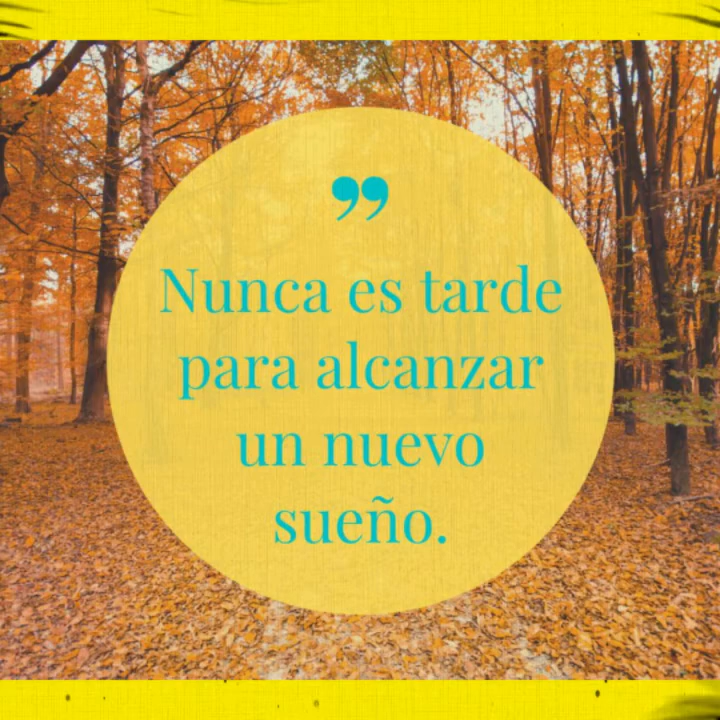 ”
Nunca es tarde
para alcanzar
un nuevo
sueño.